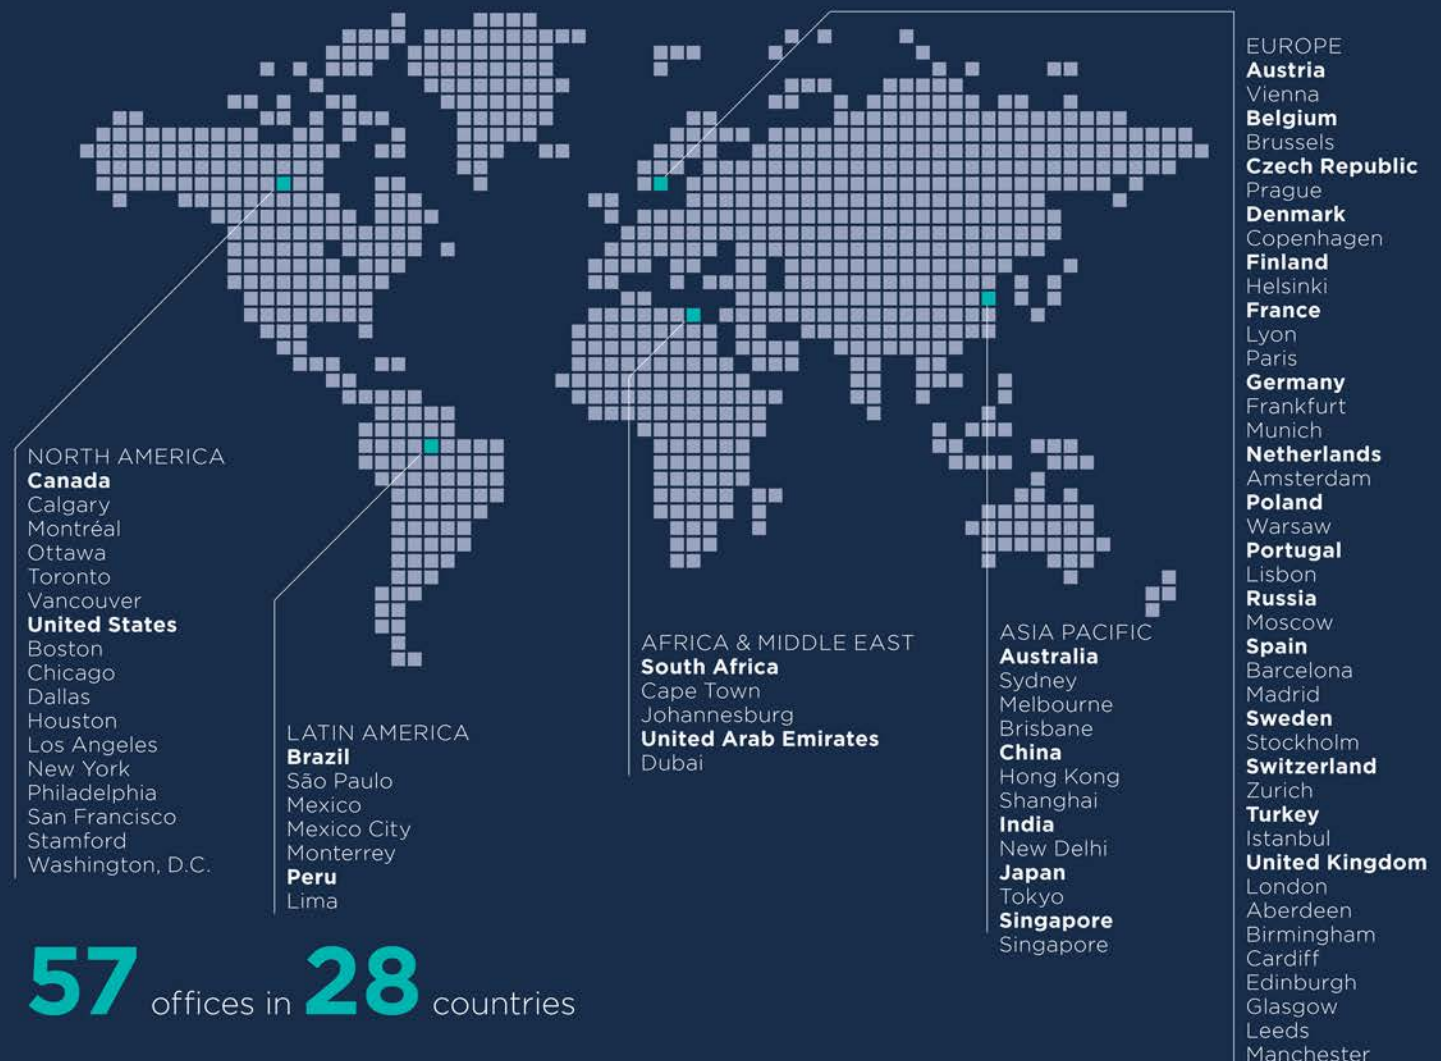 NORTH AMERICA
Canada
Calgary
Montréal
Ottawa
Toronto
Vancouver
United States
Boston
Chicago
Dallas
Houston
Los Angeles
New York
Philadelphia
San Francisco
Stamford
Washington, D.C.
LATIN AMERICA
Brazil
São Paulo
Mexico
Mexico City
Monterrey
Peru
Lima
AFRICA & MIDDLE EAST
South Africa
Cape Town
Johannesburg
United Arab Emirates
Dubai
ASIA PACIFIC
Australia
Sydney
Melbourne
Brisbane
China
Hong Kong
Shanghai
India
New Delhi
Japan
Tokyo
Singapore
Singapore
EUROPE
Austria
Vienna
Belgium
Brussels
Czech Republic
Prague
Denmark
Copenhagen
Finland
Helsinki
France
Lyon
Paris
Germany
Frankfurt
Munich
Netherlands
Amsterdam
Poland
Warsaw
Portugal
Lisbon
Russia
Moscow
Spain
Barcelona
Madrid
Sweden
Stockholm
Switzerland
Zurich
Turkey
Istanbul
United Kingdom
London
Aberdeen
Birmingham
Cardiff
Edinburgh
Glasgow
Leeds
Manchester
57 offices in 28 countries